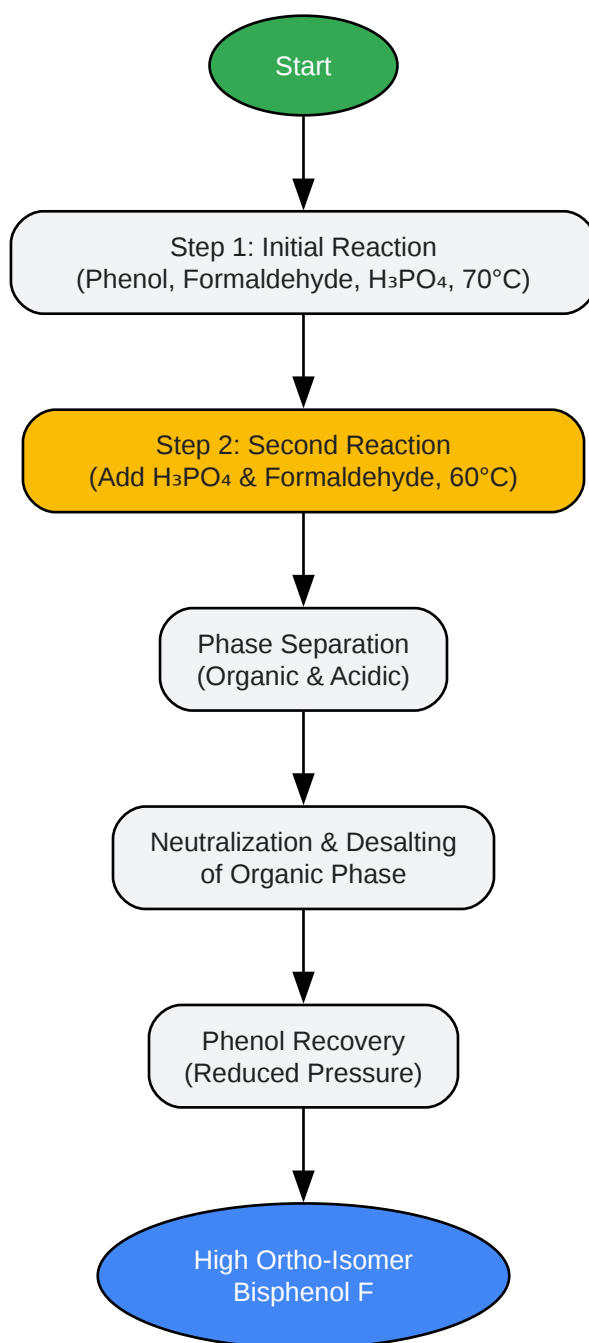 Start
Step 1: Initial Reaction
(Phenol, Formaldehyde, H₃PO₄, 70°C)
Step 2: Second Reaction
(Add H₃PO₄ & Formaldehyde, 60°C)
Phase Separation
(Organic & Acidic)
Neutralization & Desalting
of Organic Phase
Phenol Recovery
(Reduced Pressure)
High Ortho-Isomer
Bisphenol F